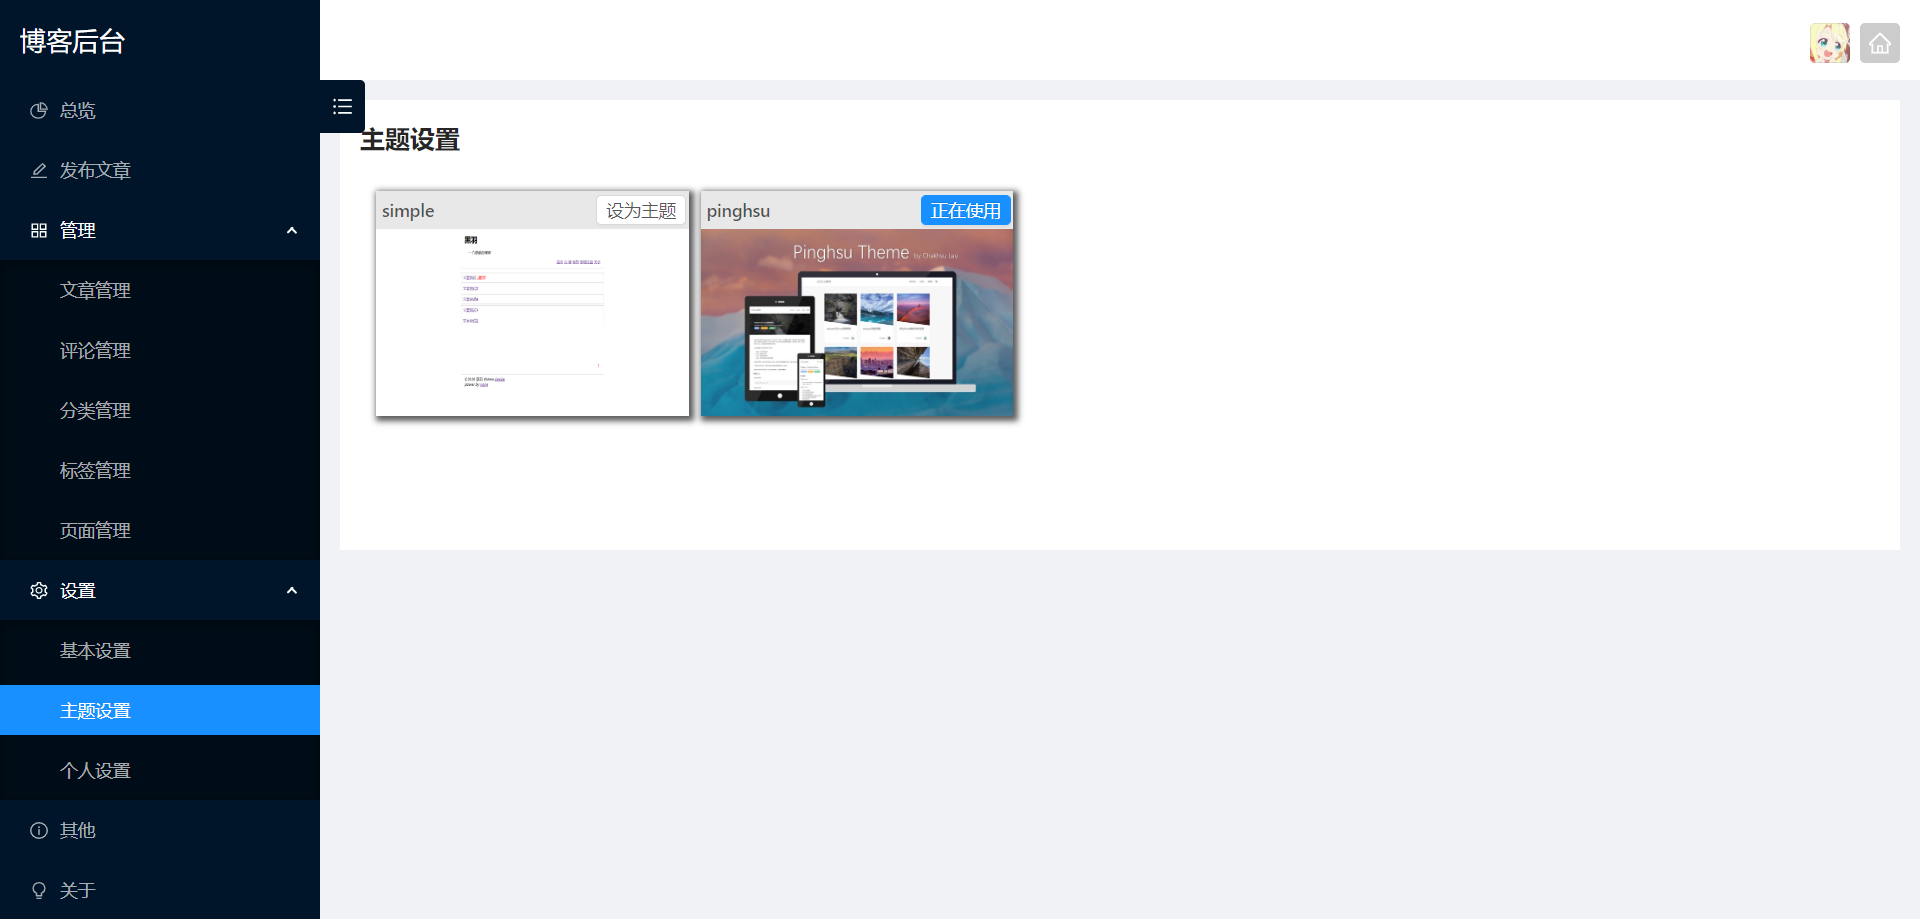 博客后台
总览
发布文章
管理
文章管理
评论管理
分类管理
标签管理
页面管理
设置
基本设置
主题设置
个人设置
其他
关于
主题设置
simple
设为主题
黑羽
pinghsu
正在使用
Pinghsu Theme by Chakhsu Lau